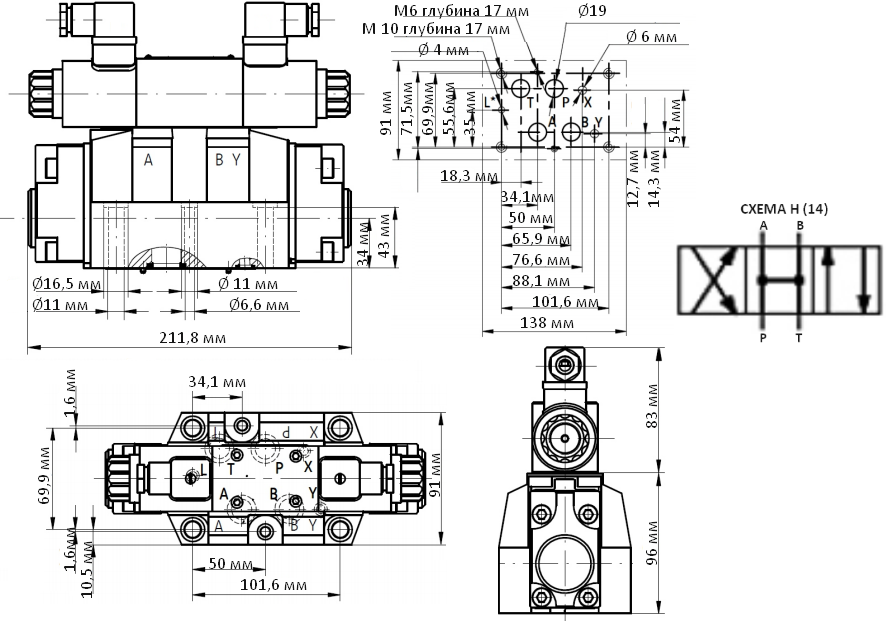 М6 глубина 17 мм
Ø19
М 10 глубина 17 мм
Ø 6 мм
Ø 4 мм
L*
T
P
X
A
B
Y
91 мм
71,5мм
69,9мм
55,6мм
35 мм
54 мм
12,7 мм
14,3 мм
18,3 мм
34,1мм
50 мм
65,9 мм
76,6 мм
88,1 мм
101,6 мм
138 мм
A
B Y
34 мм
43 мм
Ø16,5 мм
Ø 11 мм
Ø11 мм
Ø6,6 мм
211,8 мм
СХЕМА Н (14)
A
B
P
T
34,1 мм
1,6 мм
69,9 мм
1,6мм
10,5 мм
91 мм
T P X
L T P X
A B Y
A B Y
50 мм
101,6 мм
83 мм
96 мм